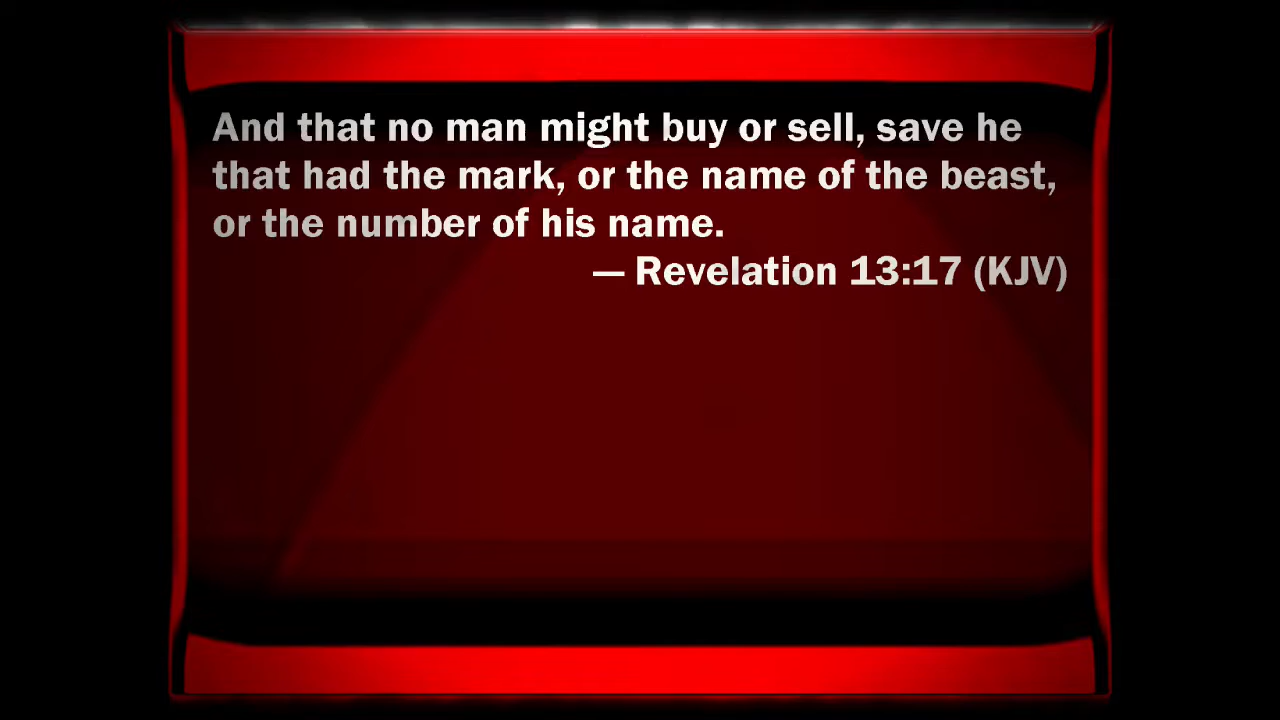 And that no man might buy or sell, save he
that had the mark, or the name of the beast,
or the number of his name.
— Revelation 13:17 (KJV)